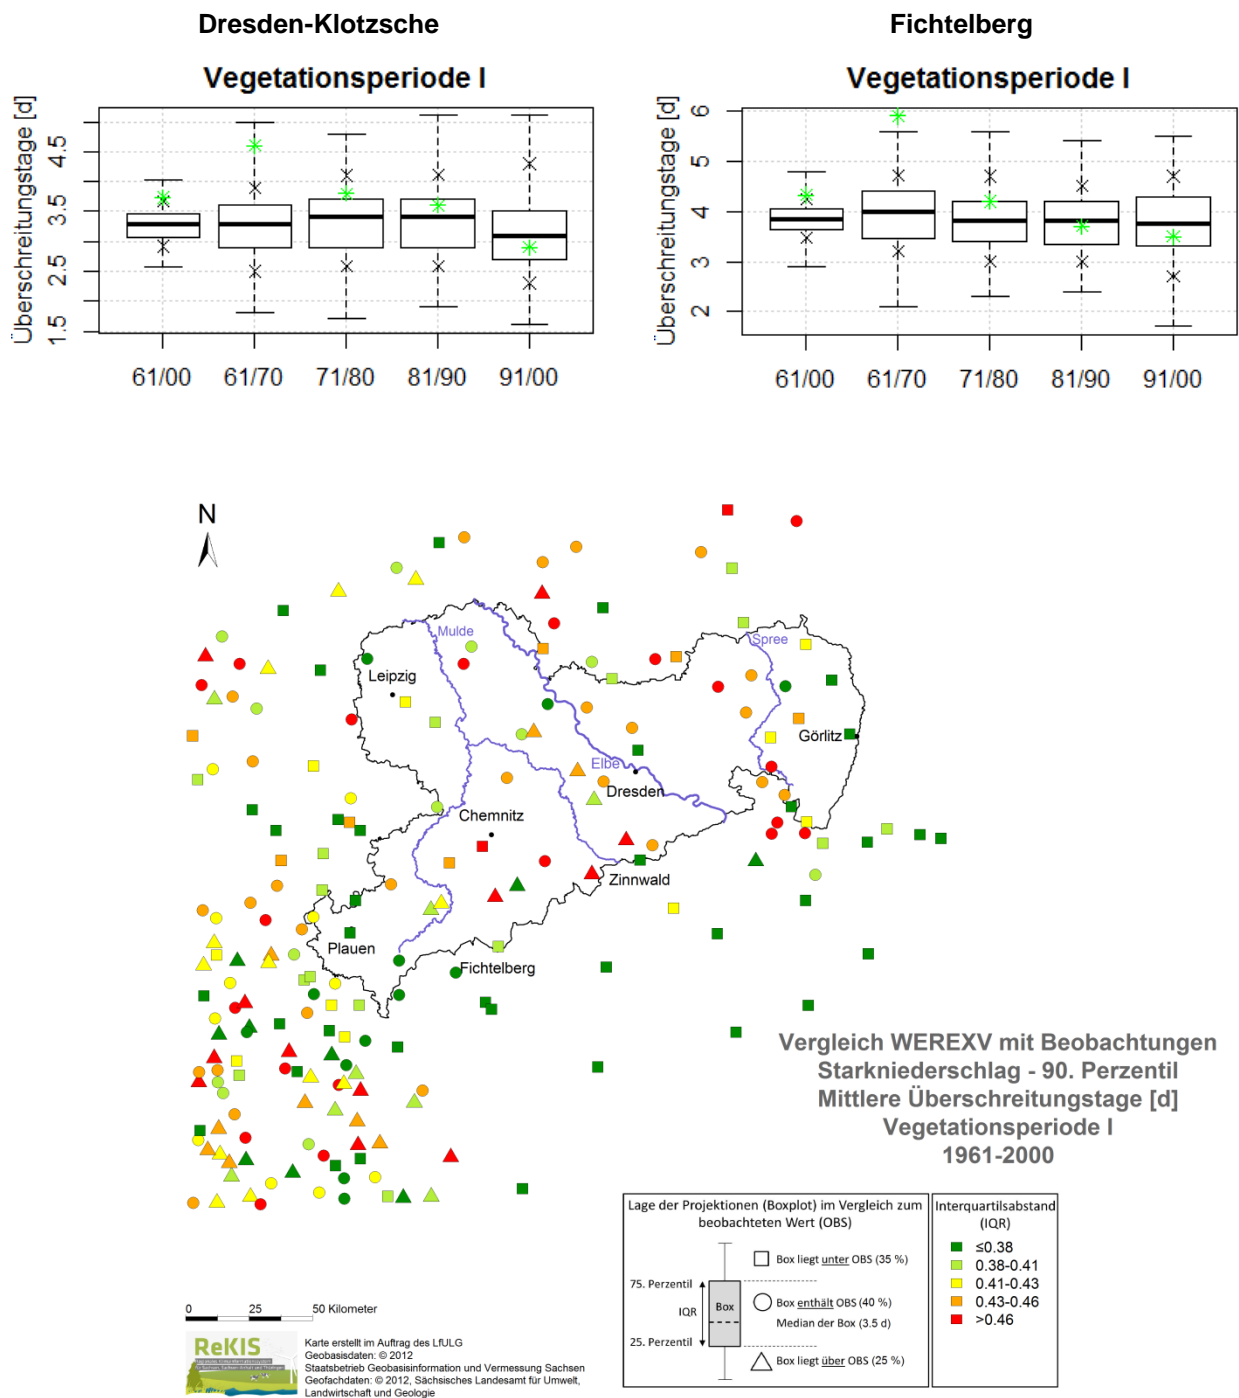 Dresden-Klotzsche
Fichtelberg
Vegetationsperiode I
Vegetationsperiode I
Überschreitungstage [d]
1.5 2.5 3.5 4.5
61/00 61/70 71/80 81/90 91/00
Überschreitungstage [d]
2 3 4 5 6
61/00 61/70 71/80 81/90 91/00
N
Mulde
Spree
Leipzig
Görlitz
Elbe
Dresden
Chemnitz
Zinnwald
Plauen
Fichtelberg
Vergleich WEREXV mit Beobachtungen
Starkniederschlag - 90. Perzentil
Mittlere Überschreitungstage [d]
Vegetationsperiode I
1961-2000
Lage der Projektionen (Boxplot) im Vergleich zum
beobachteten Wert (OBS)
Box liegt unter OBS (35 %)
75. Perzentil
IQR
Box
Box enthält OBS (40 %)
Median der Box (3.5 d)
25. Perzentil
Box liegt über OBS (25 %)
Interquartilsabstand
(IQR)
≤0.38
0.38-0.41
0.41-0.43
0.43-0.46
>0.46
0 25 50 Kilometer
ReKIS
Karte erstellt im Auftrag des LfULG
Geobasisdaten: © 2012
Staatsbetrieb Geobasisinformation und Vermessung Sachsen
Geofachdaten: © 2012, Sächsisches Landesamt für Umwelt,
Landwirtschaft und Geologie